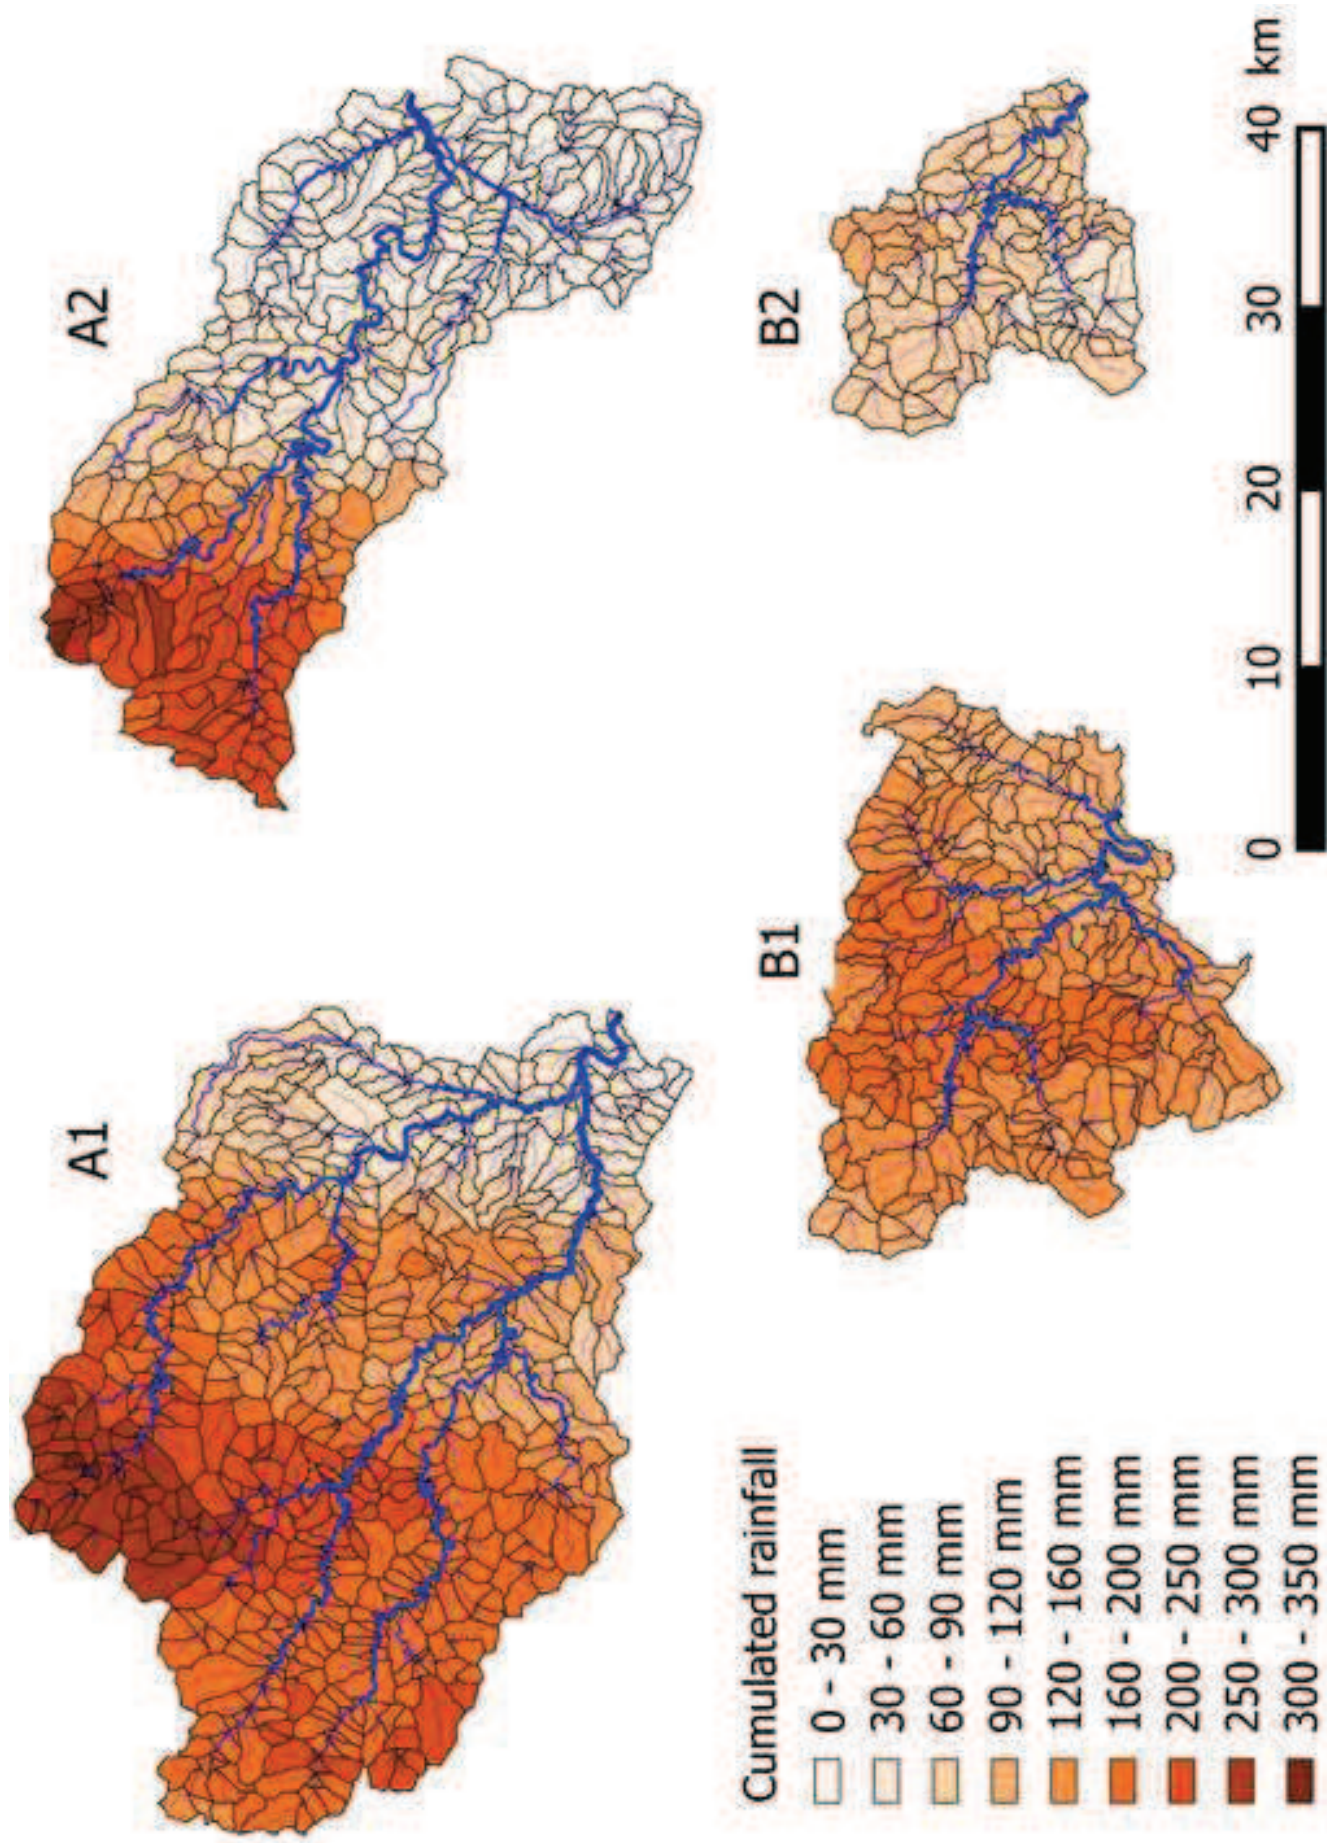 A1
A2
B1
B2
Cumulated rainfall
0 - 30 mm
30 - 60 mm
60 - 90 mm
90 - 120 mm
120 - 160 mm
160 - 200 mm
200 - 250 mm
250 - 300 mm
300 - 350 mm
0 10 20 30 40 km